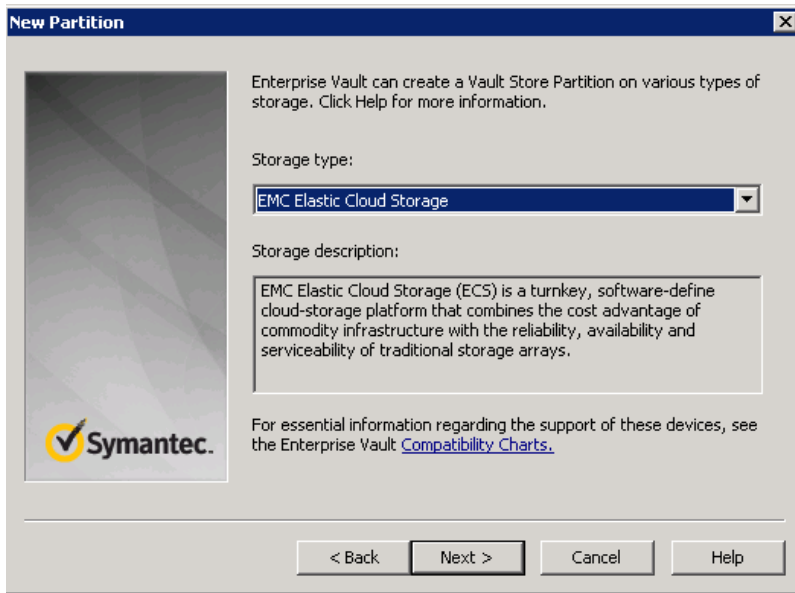 New Partition
Enterprise Vault can create a Vault Store Partition on various types of
storage. Click Help for more information.
Storage type:
EMC Elastic Cloud Storage
Storage description:
EMC Elastic Cloud Storage (ECS) is a turnkey, software-define
cloud-storage platform that combines the cost advantage of
commodity infrastructure with the reliability, availability and
serviceability of traditional storage arrays.
Symantec.
For essential information regarding the support of these devices, see
the Enterprise Vault Compatibility Charts.
< Back Next > Cancel Help